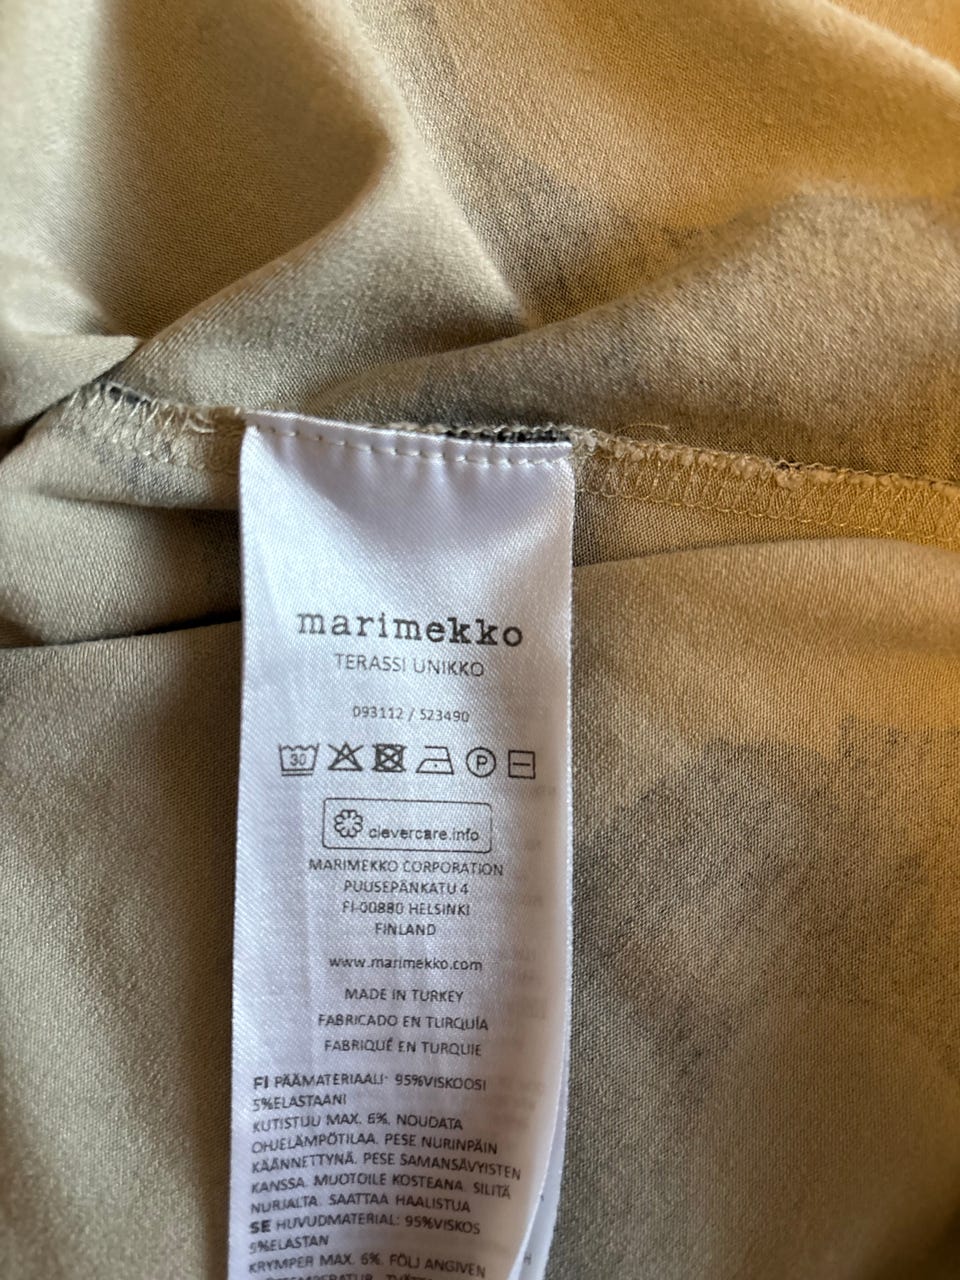 marimekko
TERASSI UNIKKO
093112 / 523490
30 P
clevercare.info
MARIMEKKO CORPORATION
PUUSEPÄNKATU 4
FI-00880 HELSINKI
FINLAND
www.marimekko.com
MADE IN TURKEY
FABRICADO EN TURQUÍA
FABRIQUÉ EN TURQUIE
FI PÄÄMATERIAALI: 95%VISKOOSI
5%ELASTAANI
KUTISTUU MAX. 6%. NOUDATA
OHJELÄMPÖTILAA. PESE NURINPÄIN
KÄÄNNETTYNÄ. PESE SAMANSÄVYISTEN
KANSSA. MUOTOILE KOSTEANA. SILITÄ
NURJALTA. SAATTAA HAALISTUA
SE HUVUDMATERIAL: 95%VISKOS
5%ELASTAN
KRYMPER MAX. 6%. FÖLJ ANGIVEN